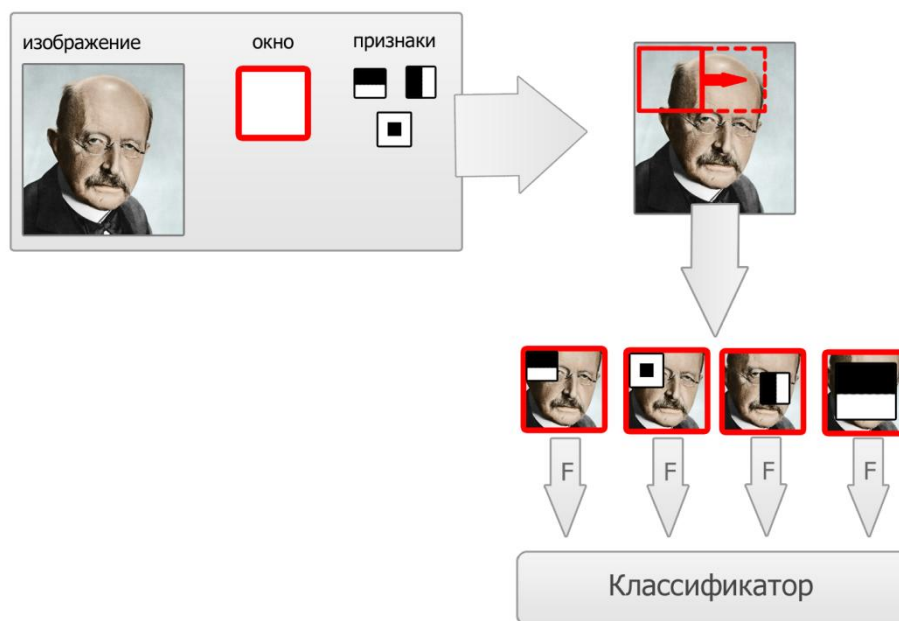 изображение
окно
признаки
F
F
F
F
Классификатор